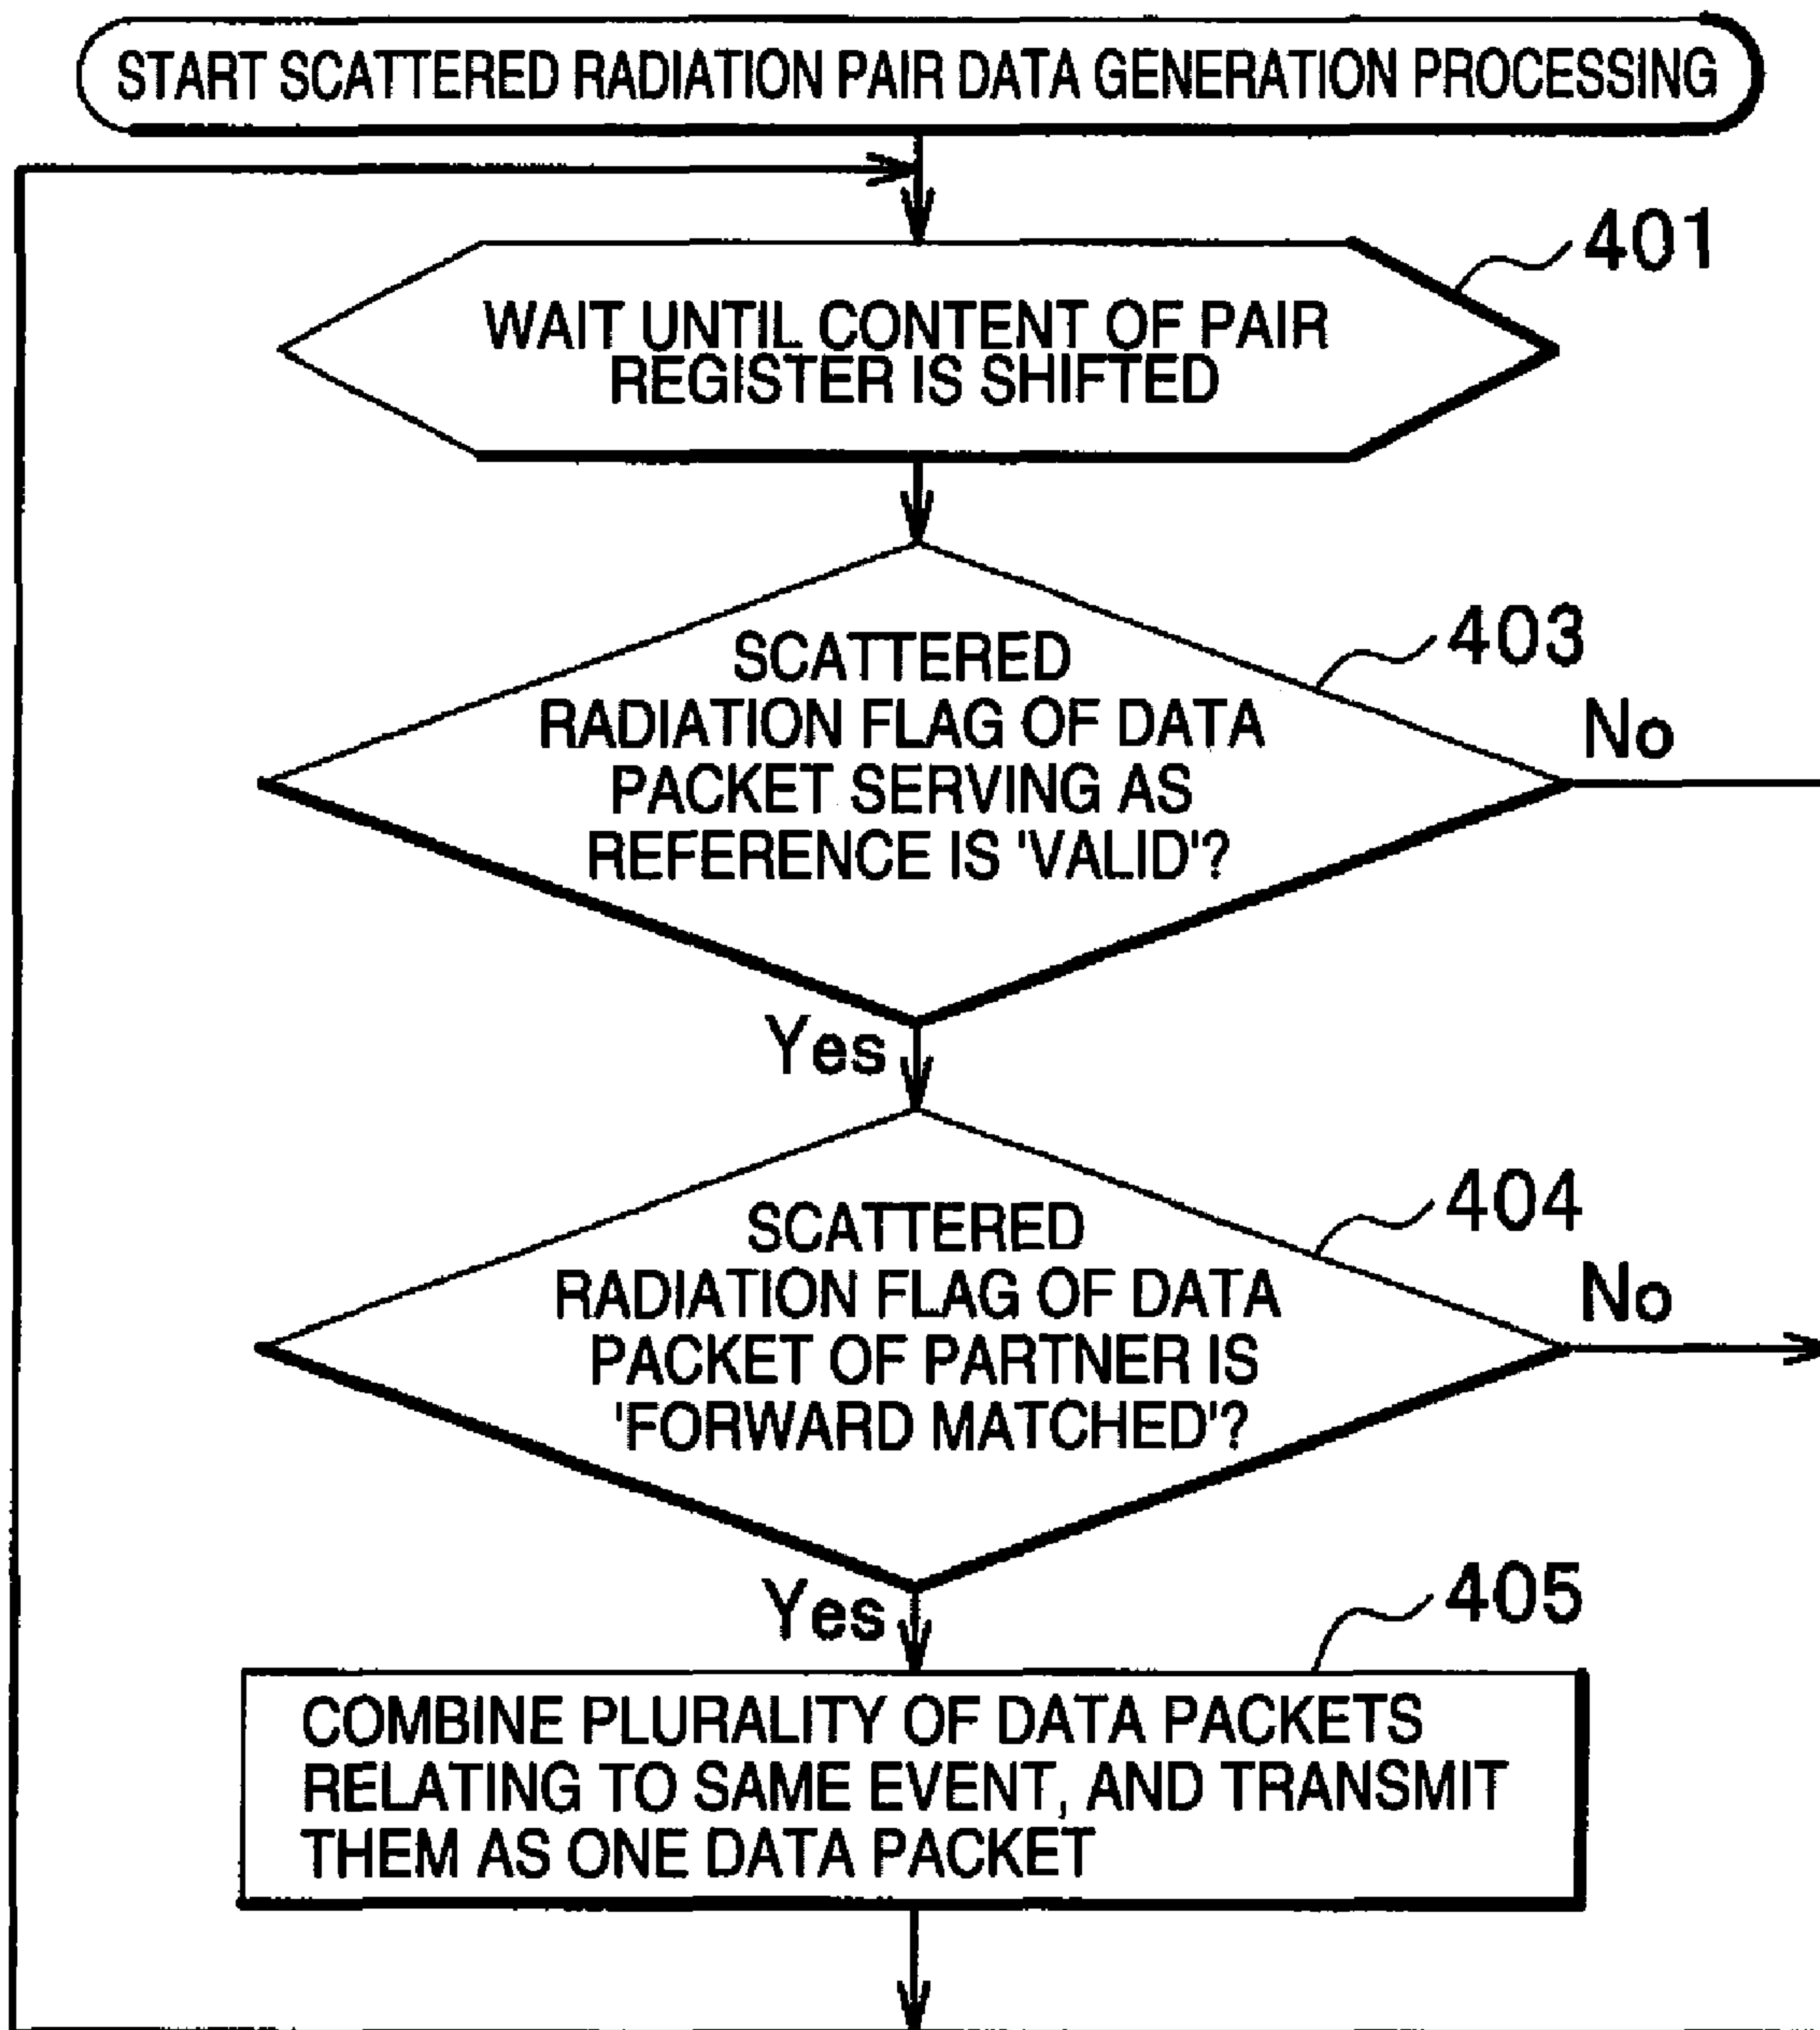 START SCATTERED RADIATION PAIR DATA GENERATION PROCESSING
401
WAIT UNTIL CONTENT OF PAIR
REGISTER IS SHIFTED
403
SCATTERED
RADIATION FLAG OF DATA
PACKET SERVING AS
REFERENCE IS 'VALID'?
No
Yes
404
SCATTERED
RADIATION FLAG OF DATA
PACKET OF PARTNER IS
'FORWARD MATCHED'?
No
Yes
405
COMBINE PLURALITY OF DATA PACKETS
RELATING TO SAME EVENT, AND TRANSMIT
THEM AS ONE DATA PACKET